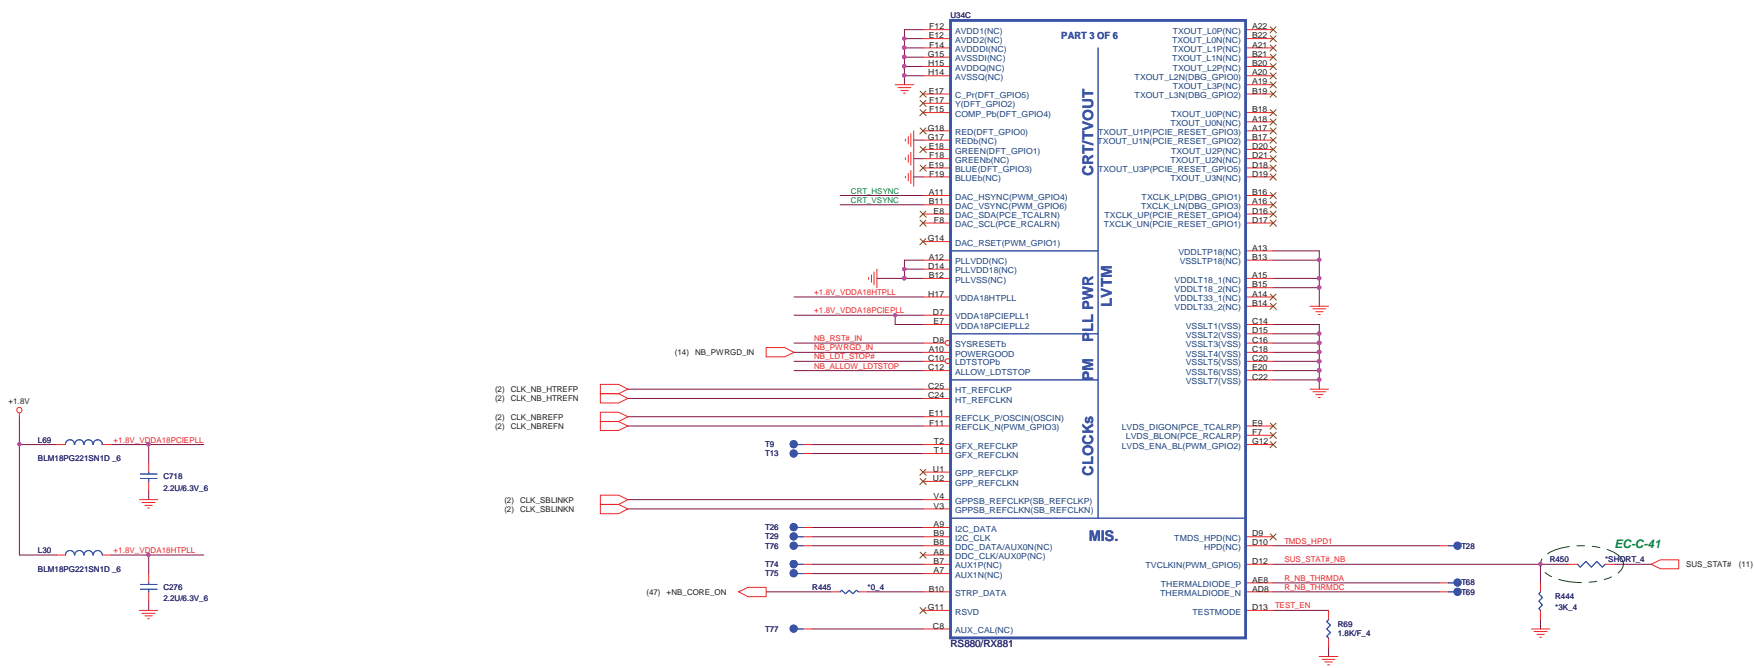 U34C
PART 3 OF 6
F12 AVDD1(NC)
E12 AVDD2(NC)
F14 AVDDDI(NC)
G15 AVSSDI(NC)
H15 AVDDQ(NC)
H14 AVSSQ(NC)
E17 C_Pr(DFT_GPIO5)
F17 Y(DFT_GPIO2)
F15 COMP_Pb(DFT_GPIO4)
G18 RED(DFT_GPIO0)
G17 REDb(NC)
E18 GREEN(DFT_GPIO1)
F18 GREENb(NC)
E19 BLUE(DFT_GPIO3)
F19 BLUEb(NC)
CRT_HSYNC A11 DAC_HSYNC(PWM_GPIO4)
CRT_VSYNC B11 DAC_VSYNC(PWM_GPIO6)
E8 DAC_SDA(PCE_TCALRN)
F8 DAC_SCL(PCE_RCALRN)
G14 DAC_RSET(PWM_GPIO1)
CRT/TVOUT
A12 PLLVDD(NC)
D14 PLLVDD18(NC)
B12 PLLVSS(NC)
+1.8V_VDDA18HTPLL H17 VDDA18HTPLL
+1.8V_VDDA18PCIEPLL D7 VDDA18PCIEPLL1
E7 VDDA18PCIEPLL2
PLL PWR
LVTM
NB_RST#_IN D8 SYSRESETb
(14) NB_PWRGD_IN NB_PWRGD_IN A10 POWERGOOD
NB_LDT_STOP# C10 LDTSTOPb
NB_ALLOW_LDTSTOP C12 ALLOW_LDTSTOP
PM
(2) CLK_NB_HTREFP C25 HT_REFCLKP
(2) CLK_NB_HTREFN C24 HT_REFCLKN
(2) CLK_NBREFP E11 REFCLK_P/OSCIN(OSCIN)
(2) CLK_NBREFN F11 REFCLK_N(PWM_GPIO3)
T9 T2 GFX_REFCLKP
T13 T1 GFX_REFCLKN
U1 GPP_REFCLKP
U2 GPP_REFCLKN
(2) CLK_SBLINKP V4 GPPSB_REFCLKP(SB_REFCLKP)
(2) CLK_SBLINKN V3 GPPSB_REFCLKN(SB_REFCLKN)
CLOCKs
T26 A9 I2C_DATA
T29 B9 I2C_CLK
T76 B8 DDC_DATA/AUX0N(NC)
A8 DDC_CLK/AUX0P(NC)
T74 B7 AUX1P(NC)
T75 A7 AUX1N(NC)
(47) +NB_CORE_ON R445 *0_4 B10 STRP_DATA
G11 RSVD
T77 C8 AUX_CAL(NC)
MIS.
RS880/RX881
TXOUT_L0P(NC) A22
TXOUT_L0N(NC) B22
TXOUT_L1P(NC) A21
TXOUT_L1N(NC) B21
TXOUT_L2P(NC) B20
TXOUT_L2N(DBG_GPIO0) A20
TXOUT_L3P(NC) A19
TXOUT_L3N(DBG_GPIO2) B19
TXOUT_U0P(NC) B18
TXOUT_U0N(NC) A18
TXOUT_U1P(PCIE_RESET_GPIO3) A17
TXOUT_U1N(PCIE_RESET_GPIO2) B17
TXOUT_U2P(NC) D20
TXOUT_U2N(NC) D21
TXOUT_U3P(PCIE_RESET_GPIO5) D18
TXOUT_U3N(NC) D19
TXCLK_LP(DBG_GPIO1) B16
TXCLK_LN(DBG_GPIO3) A16
TXCLK_UP(PCIE_RESET_GPIO4) D16
TXCLK_UN(PCIE_RESET_GPIO1) D17
VDDLTP18(NC) A13
VSSLTP18(NC) B13
VDDLT18_1(NC) A15
VDDLT18_2(NC) B15
VDDLT33_1(NC) A14
VDDLT33_2(NC) B14
VSSLT1(VSS) C14
VSSLT2(VSS) D15
VSSLT3(VSS) C16
VSSLT4(VSS) C18
VSSLT5(VSS) C20
VSSLT6(VSS) E20
VSSLT7(VSS) C22
LVDS_DIGON(PCE_TCALRP) E9
LVDS_BLON(PCE_RCALRP) F7
LVDS_ENA_BL(PWM_GPIO2) G12
TMDS_HPD(NC) D9
HPD(NC) D10 TMDS_HPD1 T28
TVCLKIN(PWM_GPIO5) D12 SUS_STAT#_NB
THERMALDIODE_P AE8 R_NB_THRMDA T68
THERMALDIODE_N AD8 R_NB_THRMDC T69
TESTMODE D13 TEST_EN
EC-C-41
R450 *SHORT_4
SUS_STAT# (11)
R444
*3K_4
R69
1.8K/F_4
+1.8V
L69 +1.8V_VDDA18PCIEPLL
BLM18PG221SN1D_6
C718
2.2U/6.3V_6
L30 +1.8V_VDDA18HTPLL
BLM18PG221SN1D_6
C276
2.2U/6.3V_6